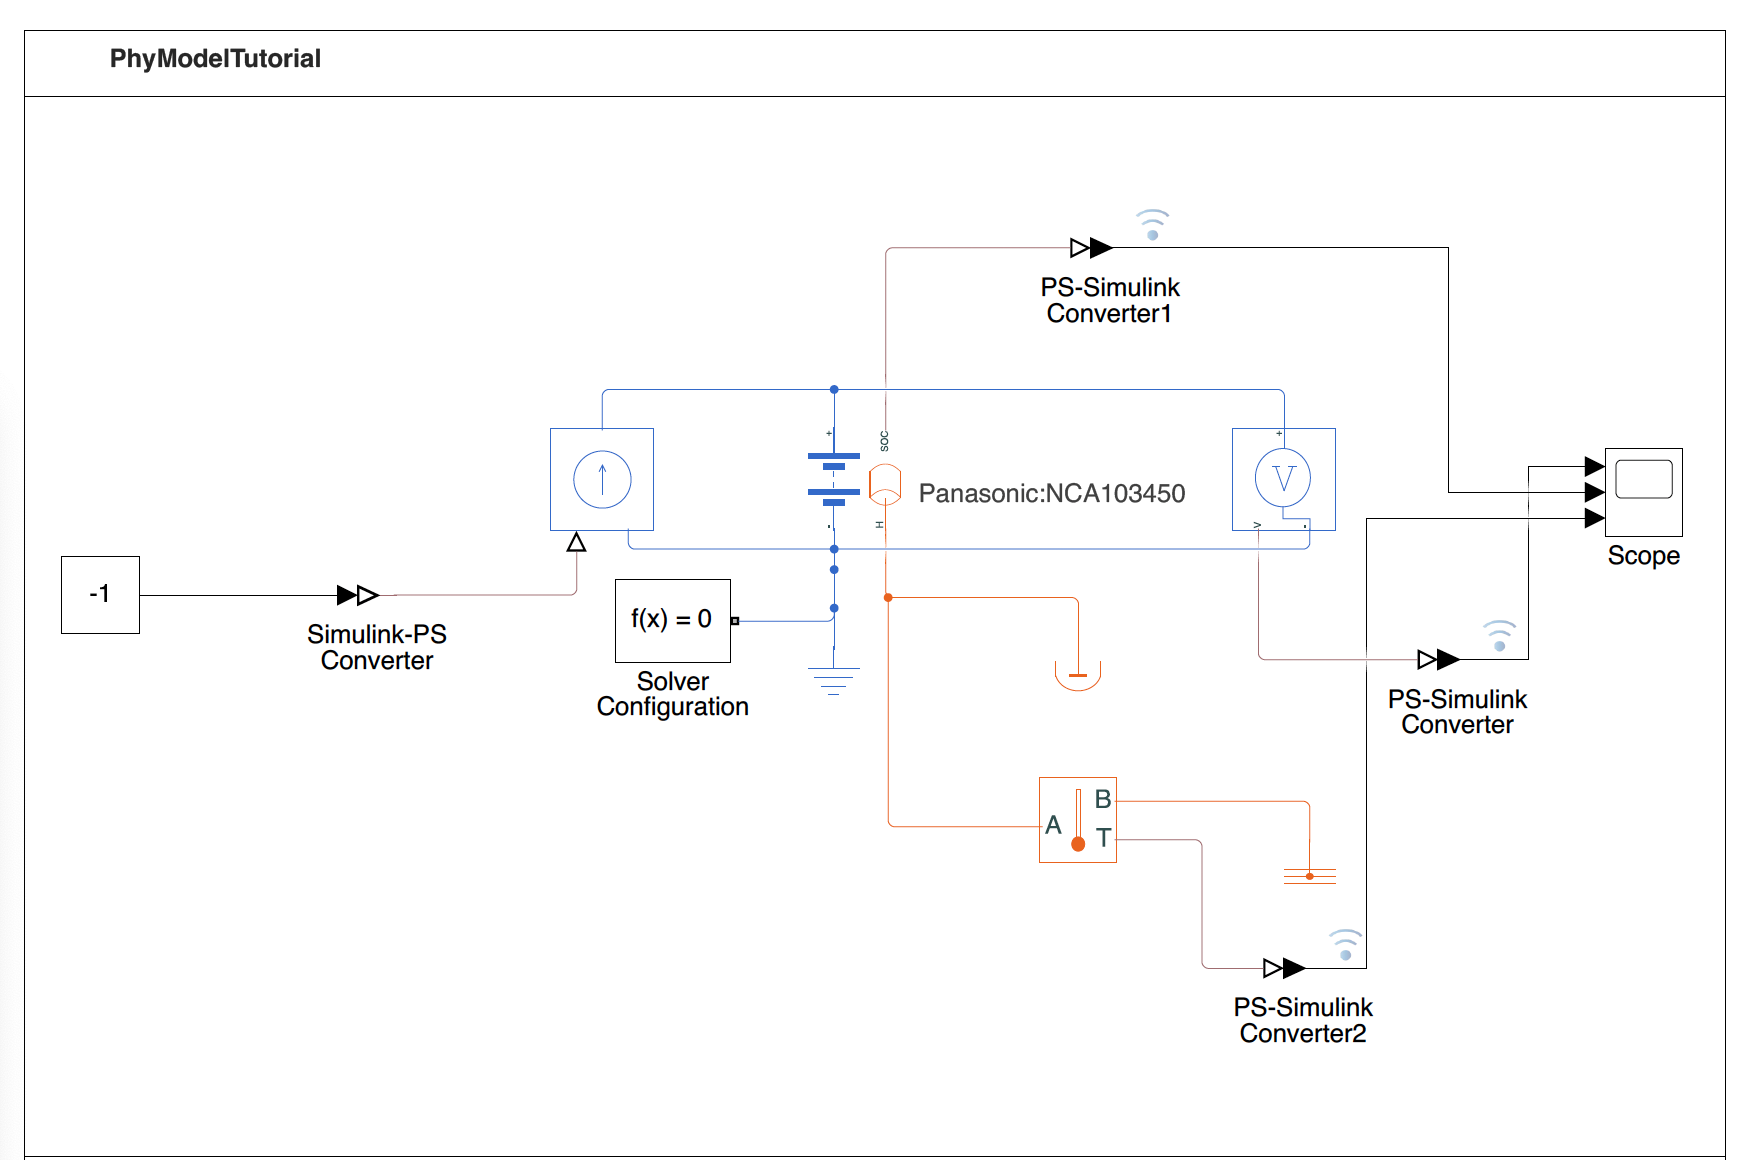 PhyModelTutorial
PS-Simulink
Converter1
+
SOC
+
Panasonic:NCA103450
V
H
V
-
-
Scope
-1
f(x) = 0
Simulink-PS
Converter
Solver
Configuration
PS-Simulink
Converter
B
A
T
PS-Simulink
Converter2